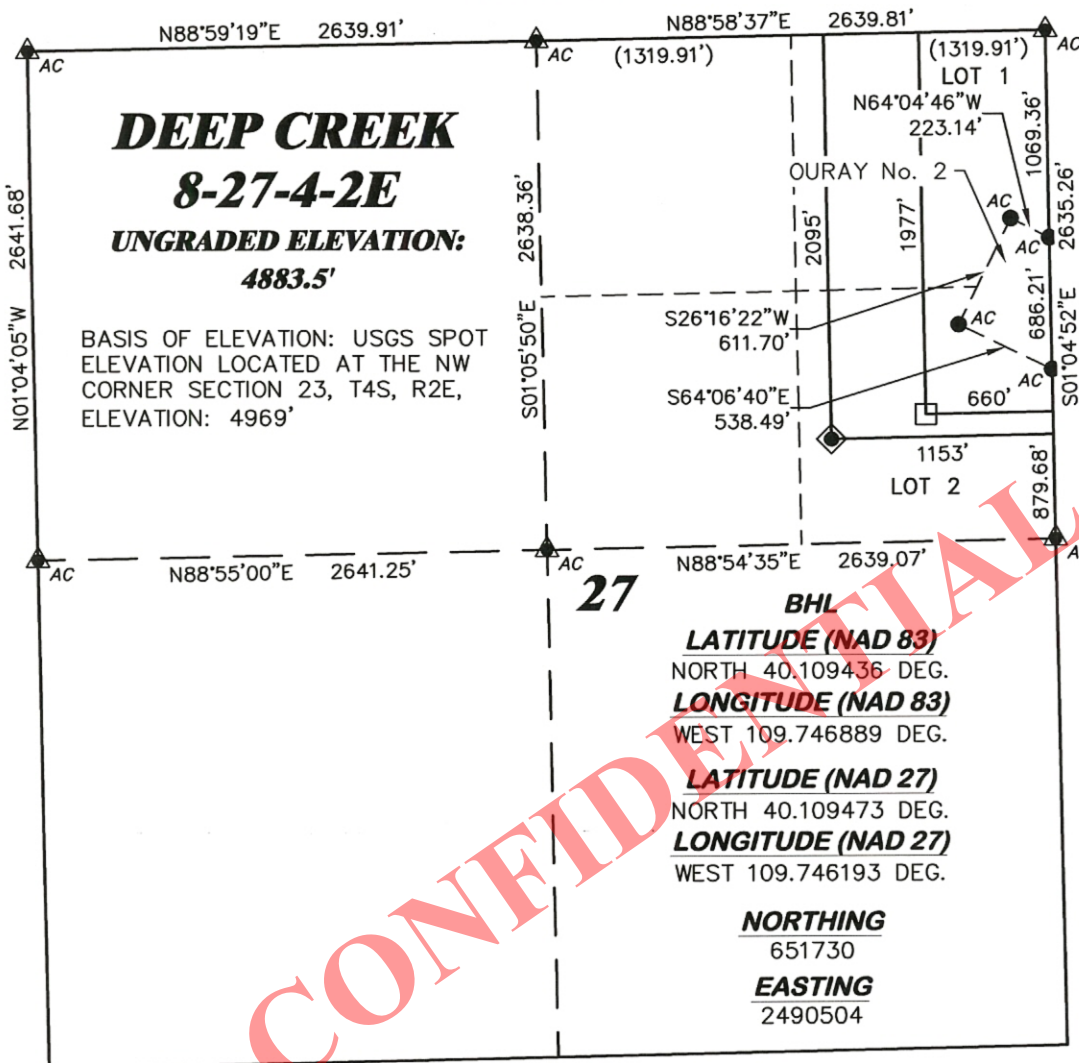 N88°59'19"E 2639.91'
N88°58'37"E 2639.81'
AC
AC
AC
(1319.91')
(1319.91')
LOT 1
N64°04'46"W
223.14'
1069.36'
DEEP CREEK
8-27-4-2E
UNGRADED ELEVATION:
4883.5'
OURAY No. 2
AC
AC
N01°04'05"W 2641.68'
S01°05'50"E 2638.36'
2095'
1977'
2635.26'
S01°04'52"E
686.21'
BASIS OF ELEVATION: USGS SPOT
ELEVATION LOCATED AT THE NW
CORNER SECTION 23, T4S, R2E,
ELEVATION: 4969'
S26°16'22"W
611.70'
AC
AC
S64°06'40"E
538.49'
660'
1153'
LOT 2
879.68'
AC
N88°55'00"E 2641.25'
AC
N88°54'35"E 2639.07'
A
27
BHL
LATITUDE (NAD 83)
NORTH 40.109436 DEG.
LONGITUDE (NAD 83)
WEST 109.746889 DEG.
LATITUDE (NAD 27)
NORTH 40.109473 DEG.
LONGITUDE (NAD 27)
WEST 109.746193 DEG.
NORTHING
651730
EASTING
2490504
CONFIDENTIAL